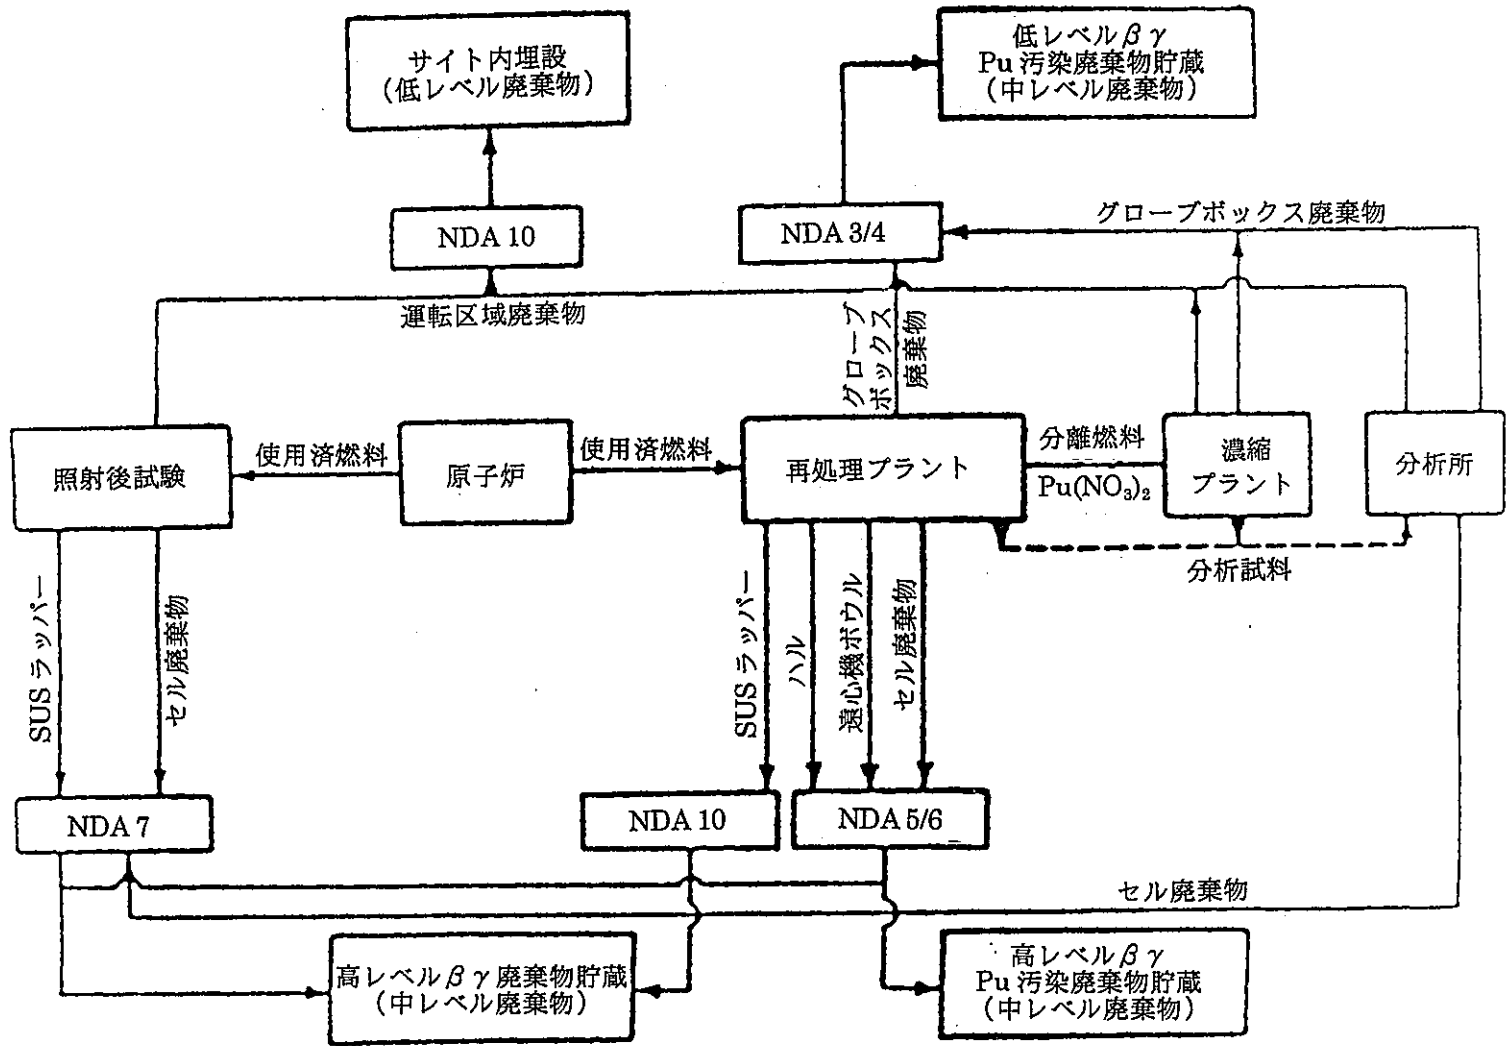 サイト内埋設
(低レベル廃棄物)
低レベルβγ
Pu汚染廃棄物貯蔵
(中レベル廃棄物)
NDA 10
NDA 3/4
グローブボックス廃棄物
運転区域廃棄物
グローブ
ボックス
廃棄物
照射後試験
使用済燃料
原子炉
使用済燃料
再処理プラント
分離燃料
Pu(NO₃)₂
濃縮
プラント
分析所
分析試料
SUSラッパー
セル廃棄物
SUSラッパー
ハル
遠心機ボウル
セル廃棄物
NDA 7
NDA 10
NDA 5/6
セル廃棄物
高レベルβγ廃棄物貯蔵
(中レベル廃棄物)
高レベルβγ
Pu汚染廃棄物貯蔵
(中レベル廃棄物)